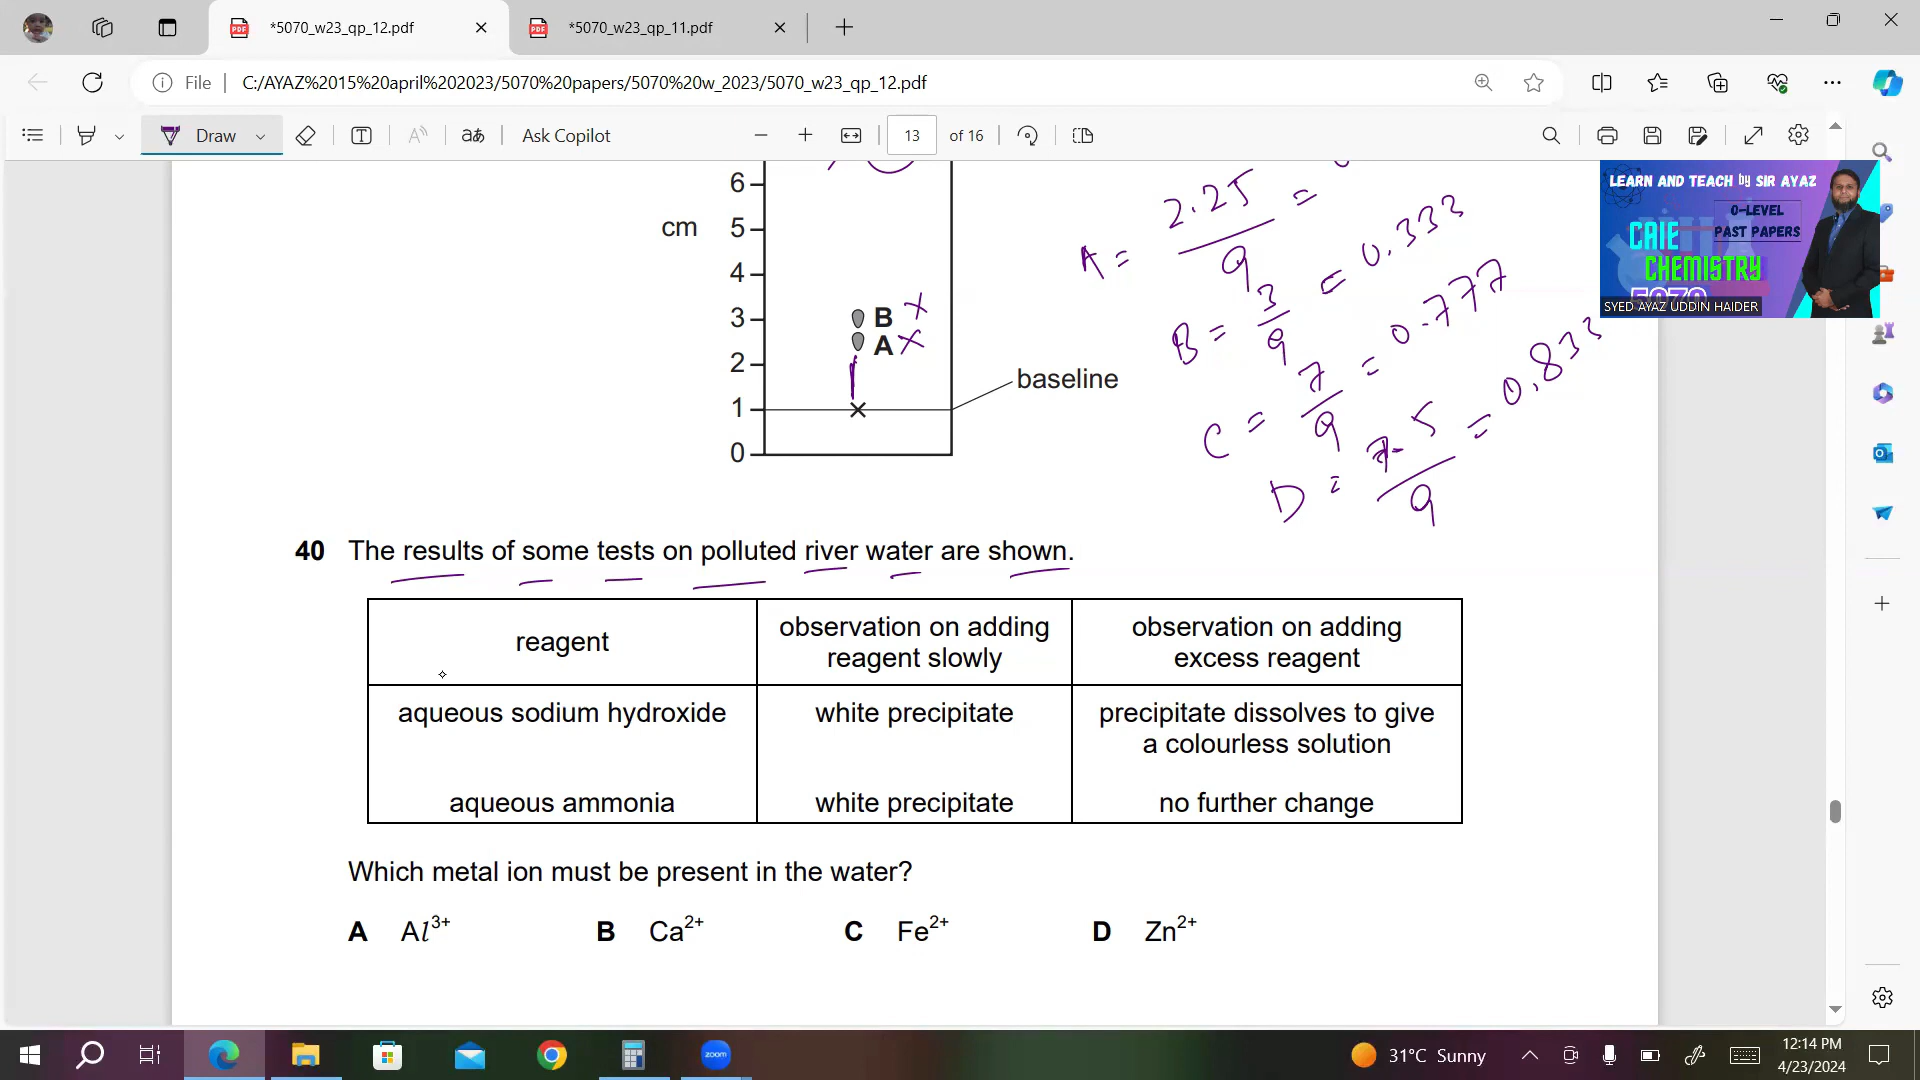 *5070_w23_qp_12.pdf
*5070_w23_qp_11.pdf
File
C:/AYAZ%2015%20april%202023/5070%20papers/5070%20w_2023/5070_w23_qp_12.pdf
Draw
Ask Copilot
13 of 16
LEARN AND TEACH by SIR AYAZ
O-LEVEL
PAST PAPERS
CAIE
CHEMISTRY
5070
SYED AYAZ UDDIN HAIDER
cm
6
5
4
3
2
1
0
B ×
A ×
baseline
A = 2.25/9 =
B = 3/9 = 0.333
C = 7/9 = 0.777
D = 7.5/9 = 0.833
40 The results of some tests on polluted river water are shown.
reagent
observation on adding
reagent slowly
observation on adding
excess reagent
aqueous sodium hydroxide
white precipitate
precipitate dissolves to give
a colourless solution
aqueous ammonia
white precipitate
no further change
Which metal ion must be present in the water?
A Al³⁺ B Ca²⁺ C Fe²⁺ D Zn²⁺
zoom
31°C Sunny
12:14 PM
4/23/2024